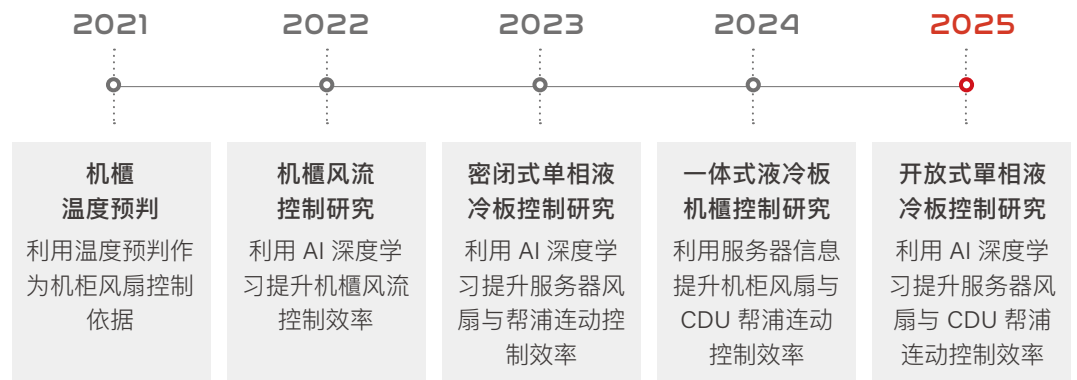 2021
2022
2023
2024
2025
机櫃
温度预判
利用温度预判作
为机柜风扇控制
依据
机櫃风流
控制研究
利用 AI 深度学
习提升机櫃风流
控制效率
密闭式单相液
冷板控制研究
利用 AI 深度学
习提升服务器风
扇与帮浦连动控
制效率
一体式液冷板
机櫃控制研究
利用服务器信息
提升机柜风扇与
CDU 帮浦连动
控制效率
开放式單相液
冷板控制研究
利用 AI 深度学
习提升服务器风
扇与 CDU 帮浦
连动控制效率